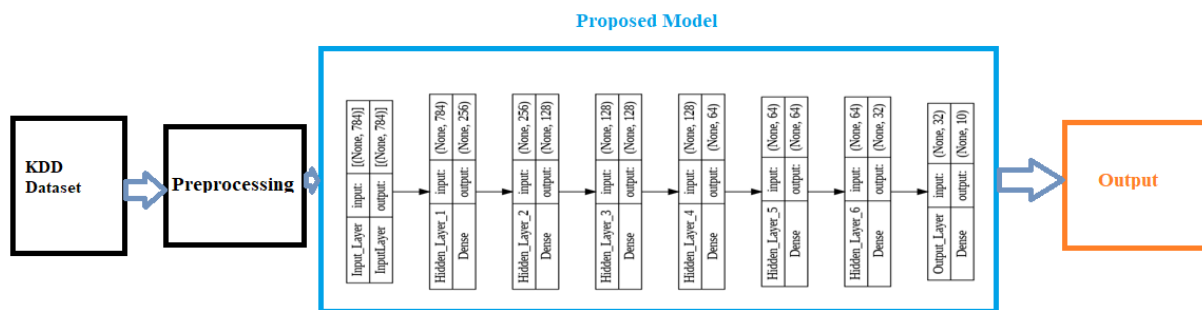 Proposed Model
KDD
Dataset
Preprocessing
Input_Layer input: [(None, 784)]
InputLayer output: [(None, 784)]
Hidden_Layer_1 input: (None, 784)
Dense output: (None, 256)
Hidden_Layer_2 input: (None, 256)
Dense output: (None, 128)
Hidden_Layer_3 input: (None, 128)
Dense output: (None, 128)
Hidden_Layer_4 input: (None, 128)
Dense output: (None, 64)
Hidden_Layer_5 input: (None, 64)
Dense output: (None, 64)
Hidden_Layer_6 input: (None, 64)
Dense output: (None, 32)
Output_Layer input: (None, 32)
Dense output: (None, 10)
Output